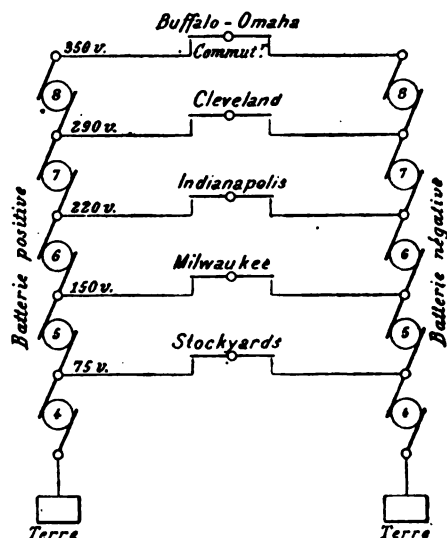 Buffalo-Omaha
350 v.
Commut.r
8
8
Cleveland
290 v.
7
7
Indianapolis
220 v.
Batterie positive
Batterie négative
6
6
Milwaukee
150 v.
5
5
Stockyards
75 v.
4
4
Terre
Terre